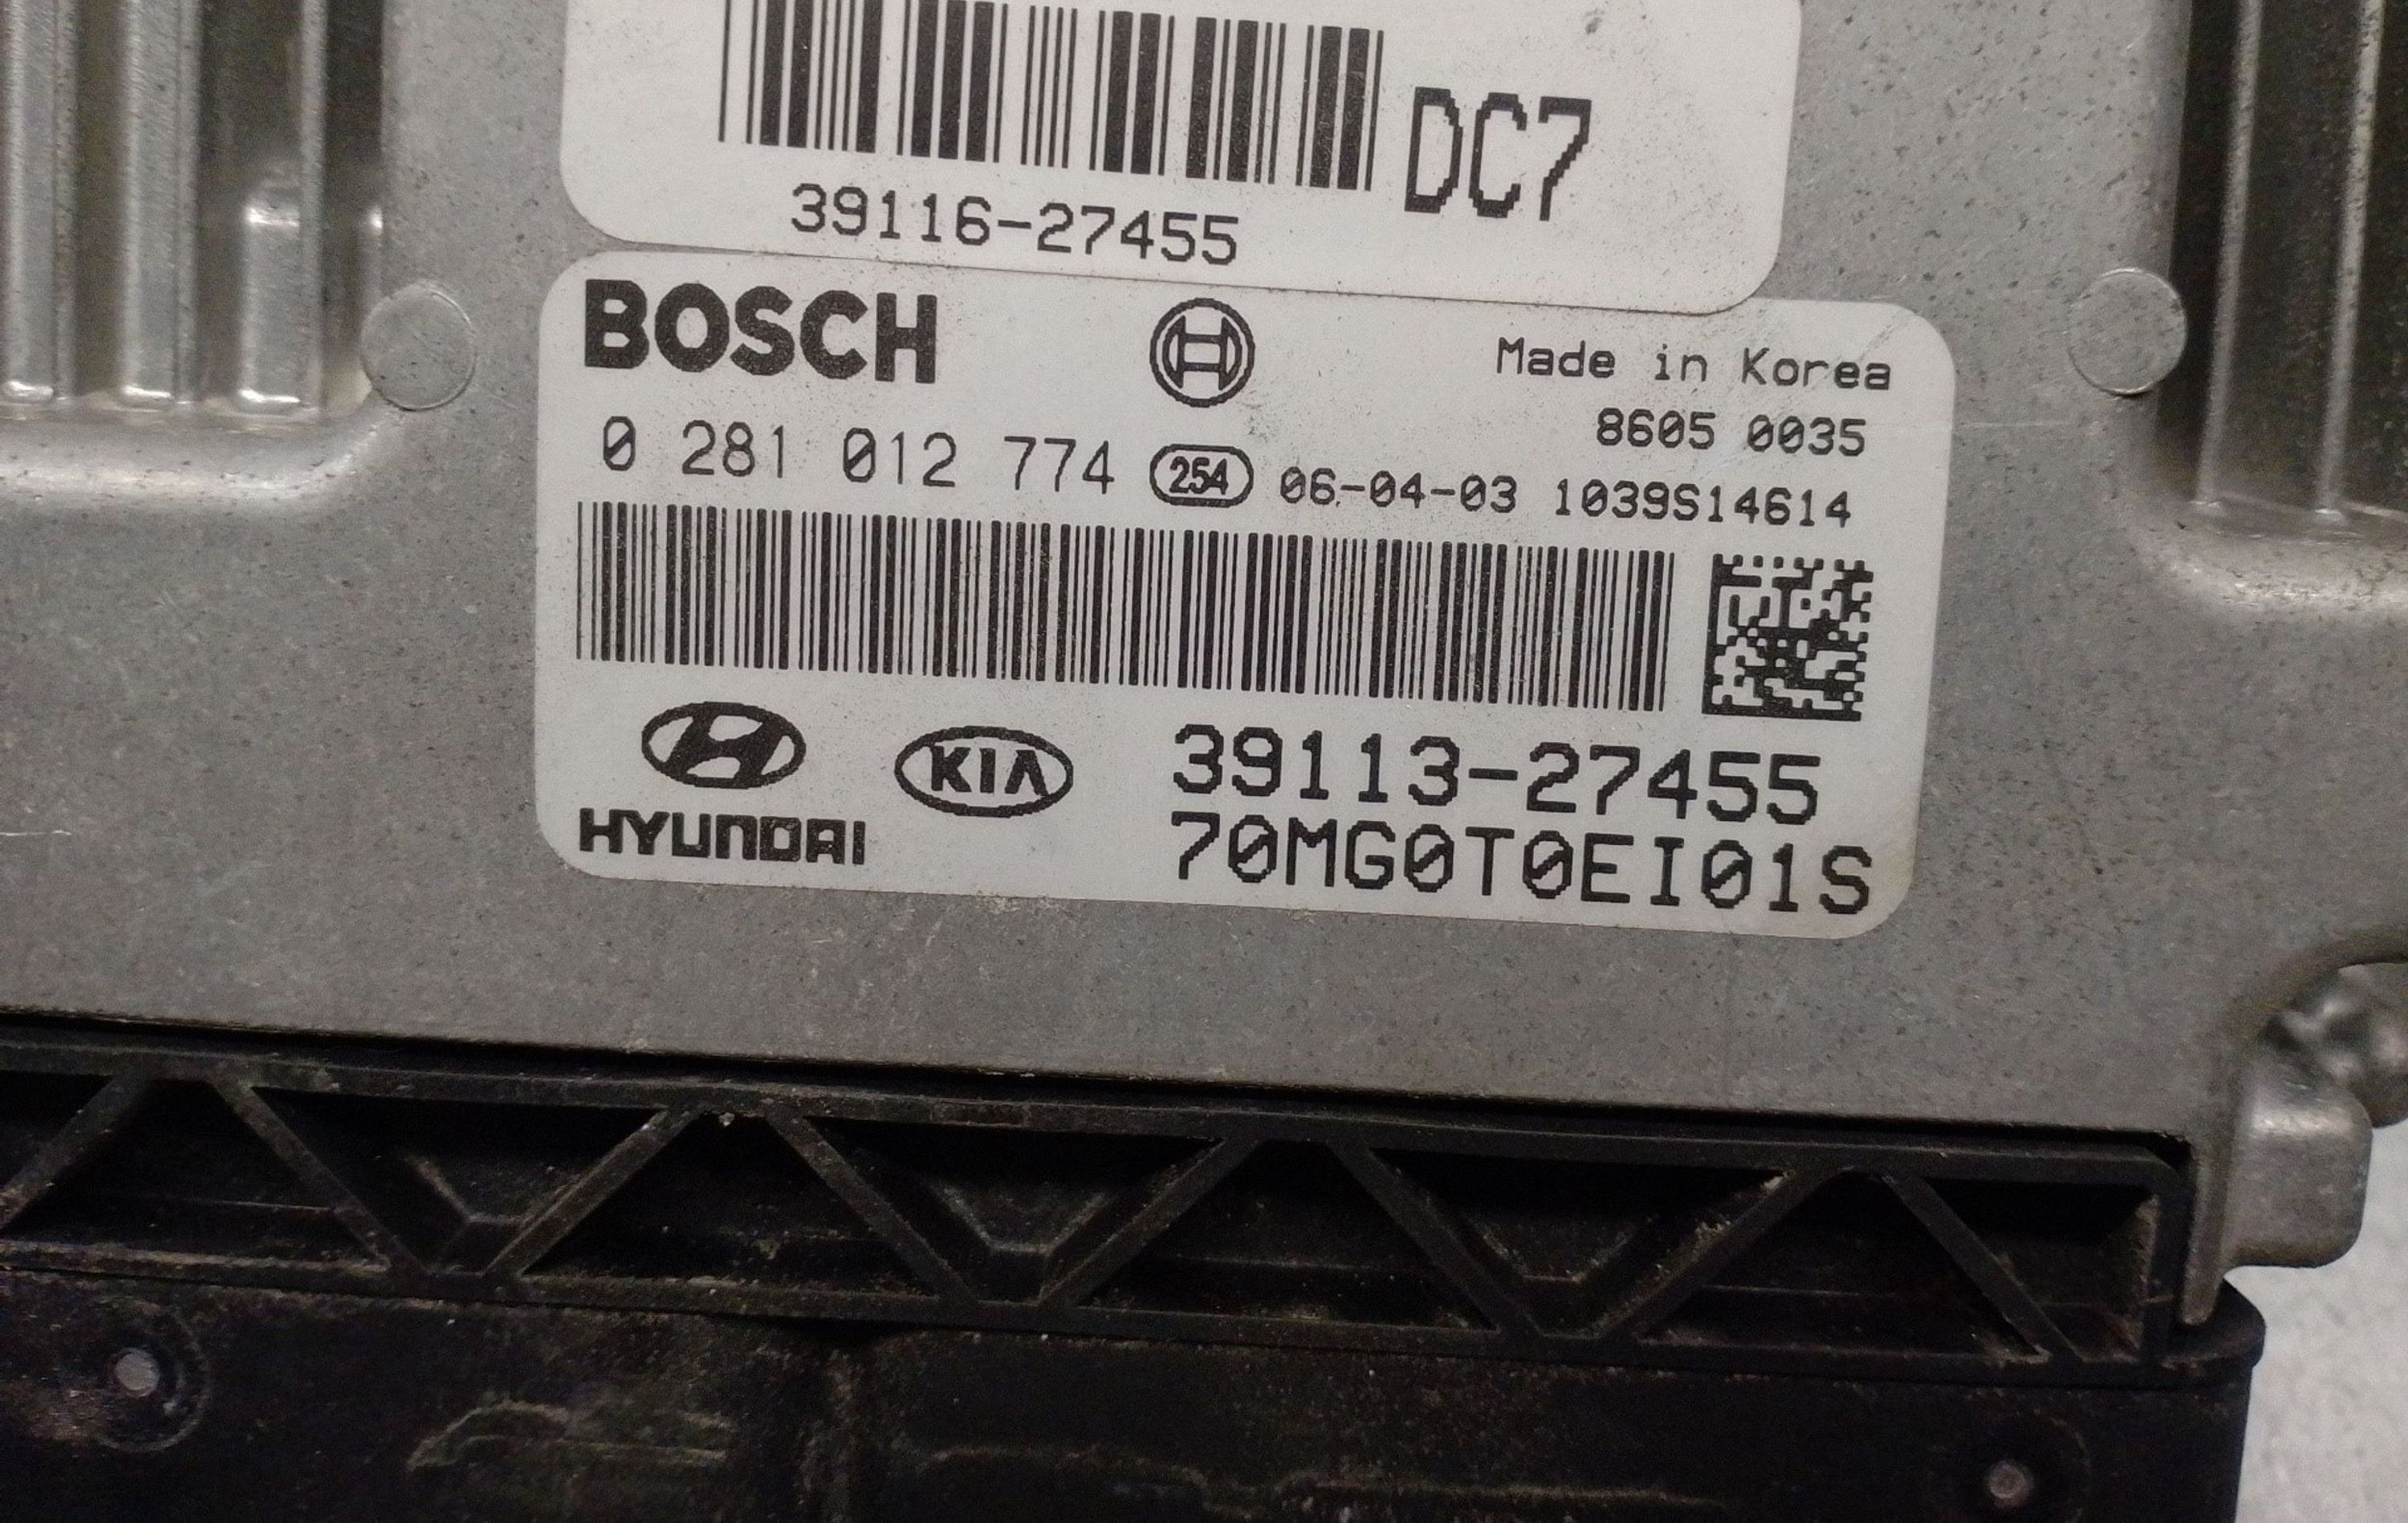 DC7
39116-27455
BOSCH
Made in Korea
8605 0035
0 281 012 774 254 06-04-03 1039S14614
HYUNDAI
KIA
39113-27455
70MG0T0EI01S